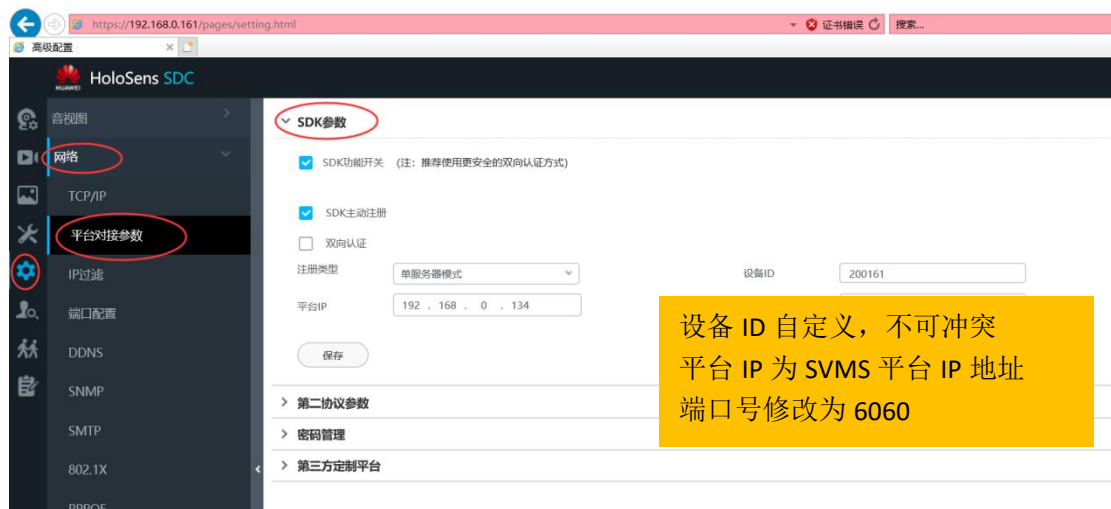 https://192.168.0.161/pages/setting.html
证书错误
搜索...
高级配置
HUAWEI
HoloSens SDC
音视图
网络
TCP/IP
平台对接参数
IP过滤
端口配置
DDNS
SNMP
SMTP
802.1X
SDK参数
SDK功能开关 (注：推荐使用更安全的双向认证方式)
SDK主动注册
双向认证
注册类型 单服务器模式 设备ID 200161
平台IP 192 . 168 . 0 . 134
保存
第二协议参数
密码管理
第三方定制平台
设备 ID 自定义，不可冲突
平台 IP 为 SVMS 平台 IP 地址
端口号修改为 6060